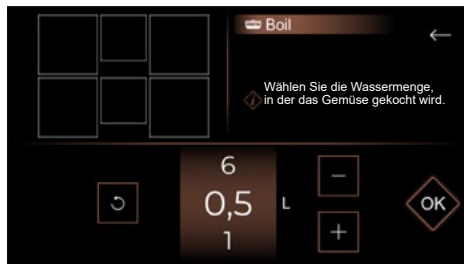 Boil
Wählen Sie die Wassermenge,
in der das Gemüse gekocht wird.
6
0,5 L
1
OK